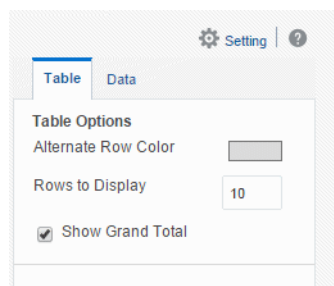 Setting
Table Data
Table Options
Alternate Row Color
Rows to Display 10
Show Grand Total